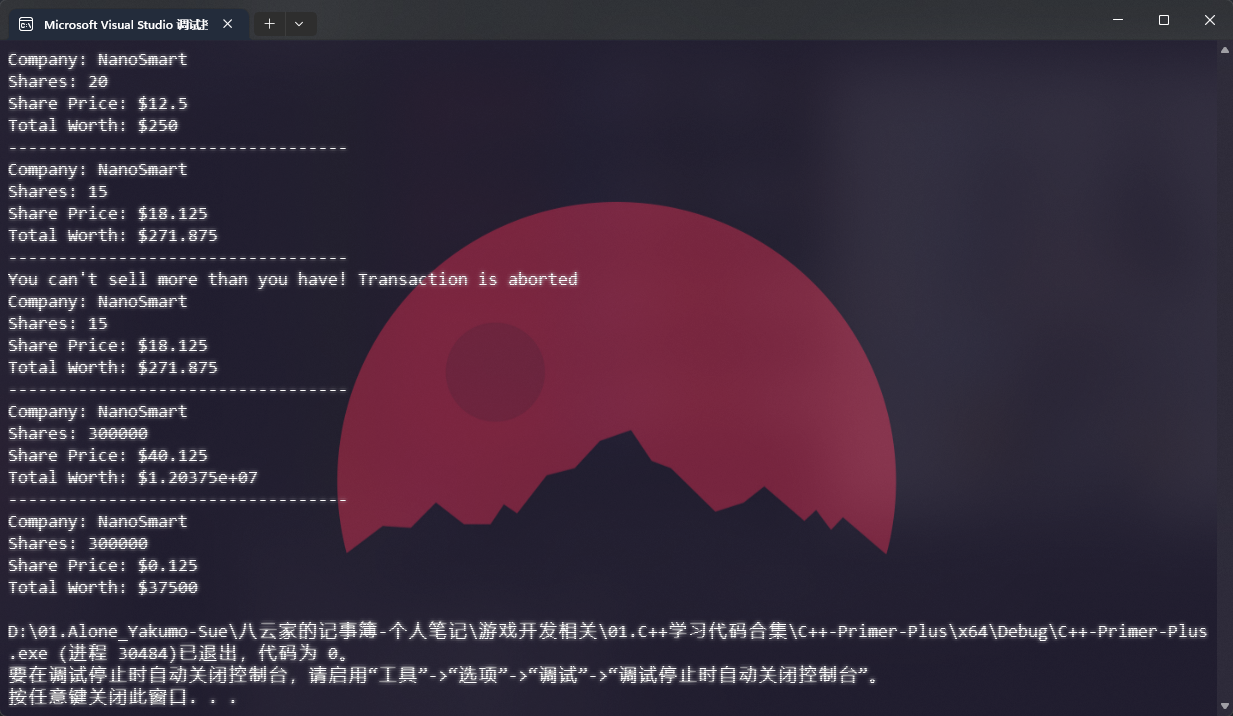 Microsoft Visual Studio 调试
Company: NanoSmart
Shares: 20
Share Price: $12.5
Total Worth: $250
----------------------------------
Company: NanoSmart
Shares: 15
Share Price: $18.125
Total Worth: $271.875
----------------------------------
You can't sell more than you have! Transaction is aborted
Company: NanoSmart
Shares: 15
Share Price: $18.125
Total Worth: $271.875
----------------------------------
Company: NanoSmart
Shares: 300000
Share Price: $40.125
Total Worth: $1.20375e+07
----------------------------------
Company: NanoSmart
Shares: 300000
Share Price: $0.125
Total Worth: $37500
D:\01.Alone_Yakumo-Sue\八云家的记事簿-个人笔记\游戏开发相关\01.C++学习代码合集\C++-Primer-Plus\x64\Debug\C++-Primer-Plus
.exe (进程 30484)已退出，代码为 0。
要在调试停止时自动关闭控制台，请启用“工具”->“选项”->“调试”->“调试停止时自动关闭控制台”。
按任意键关闭此窗口. . .